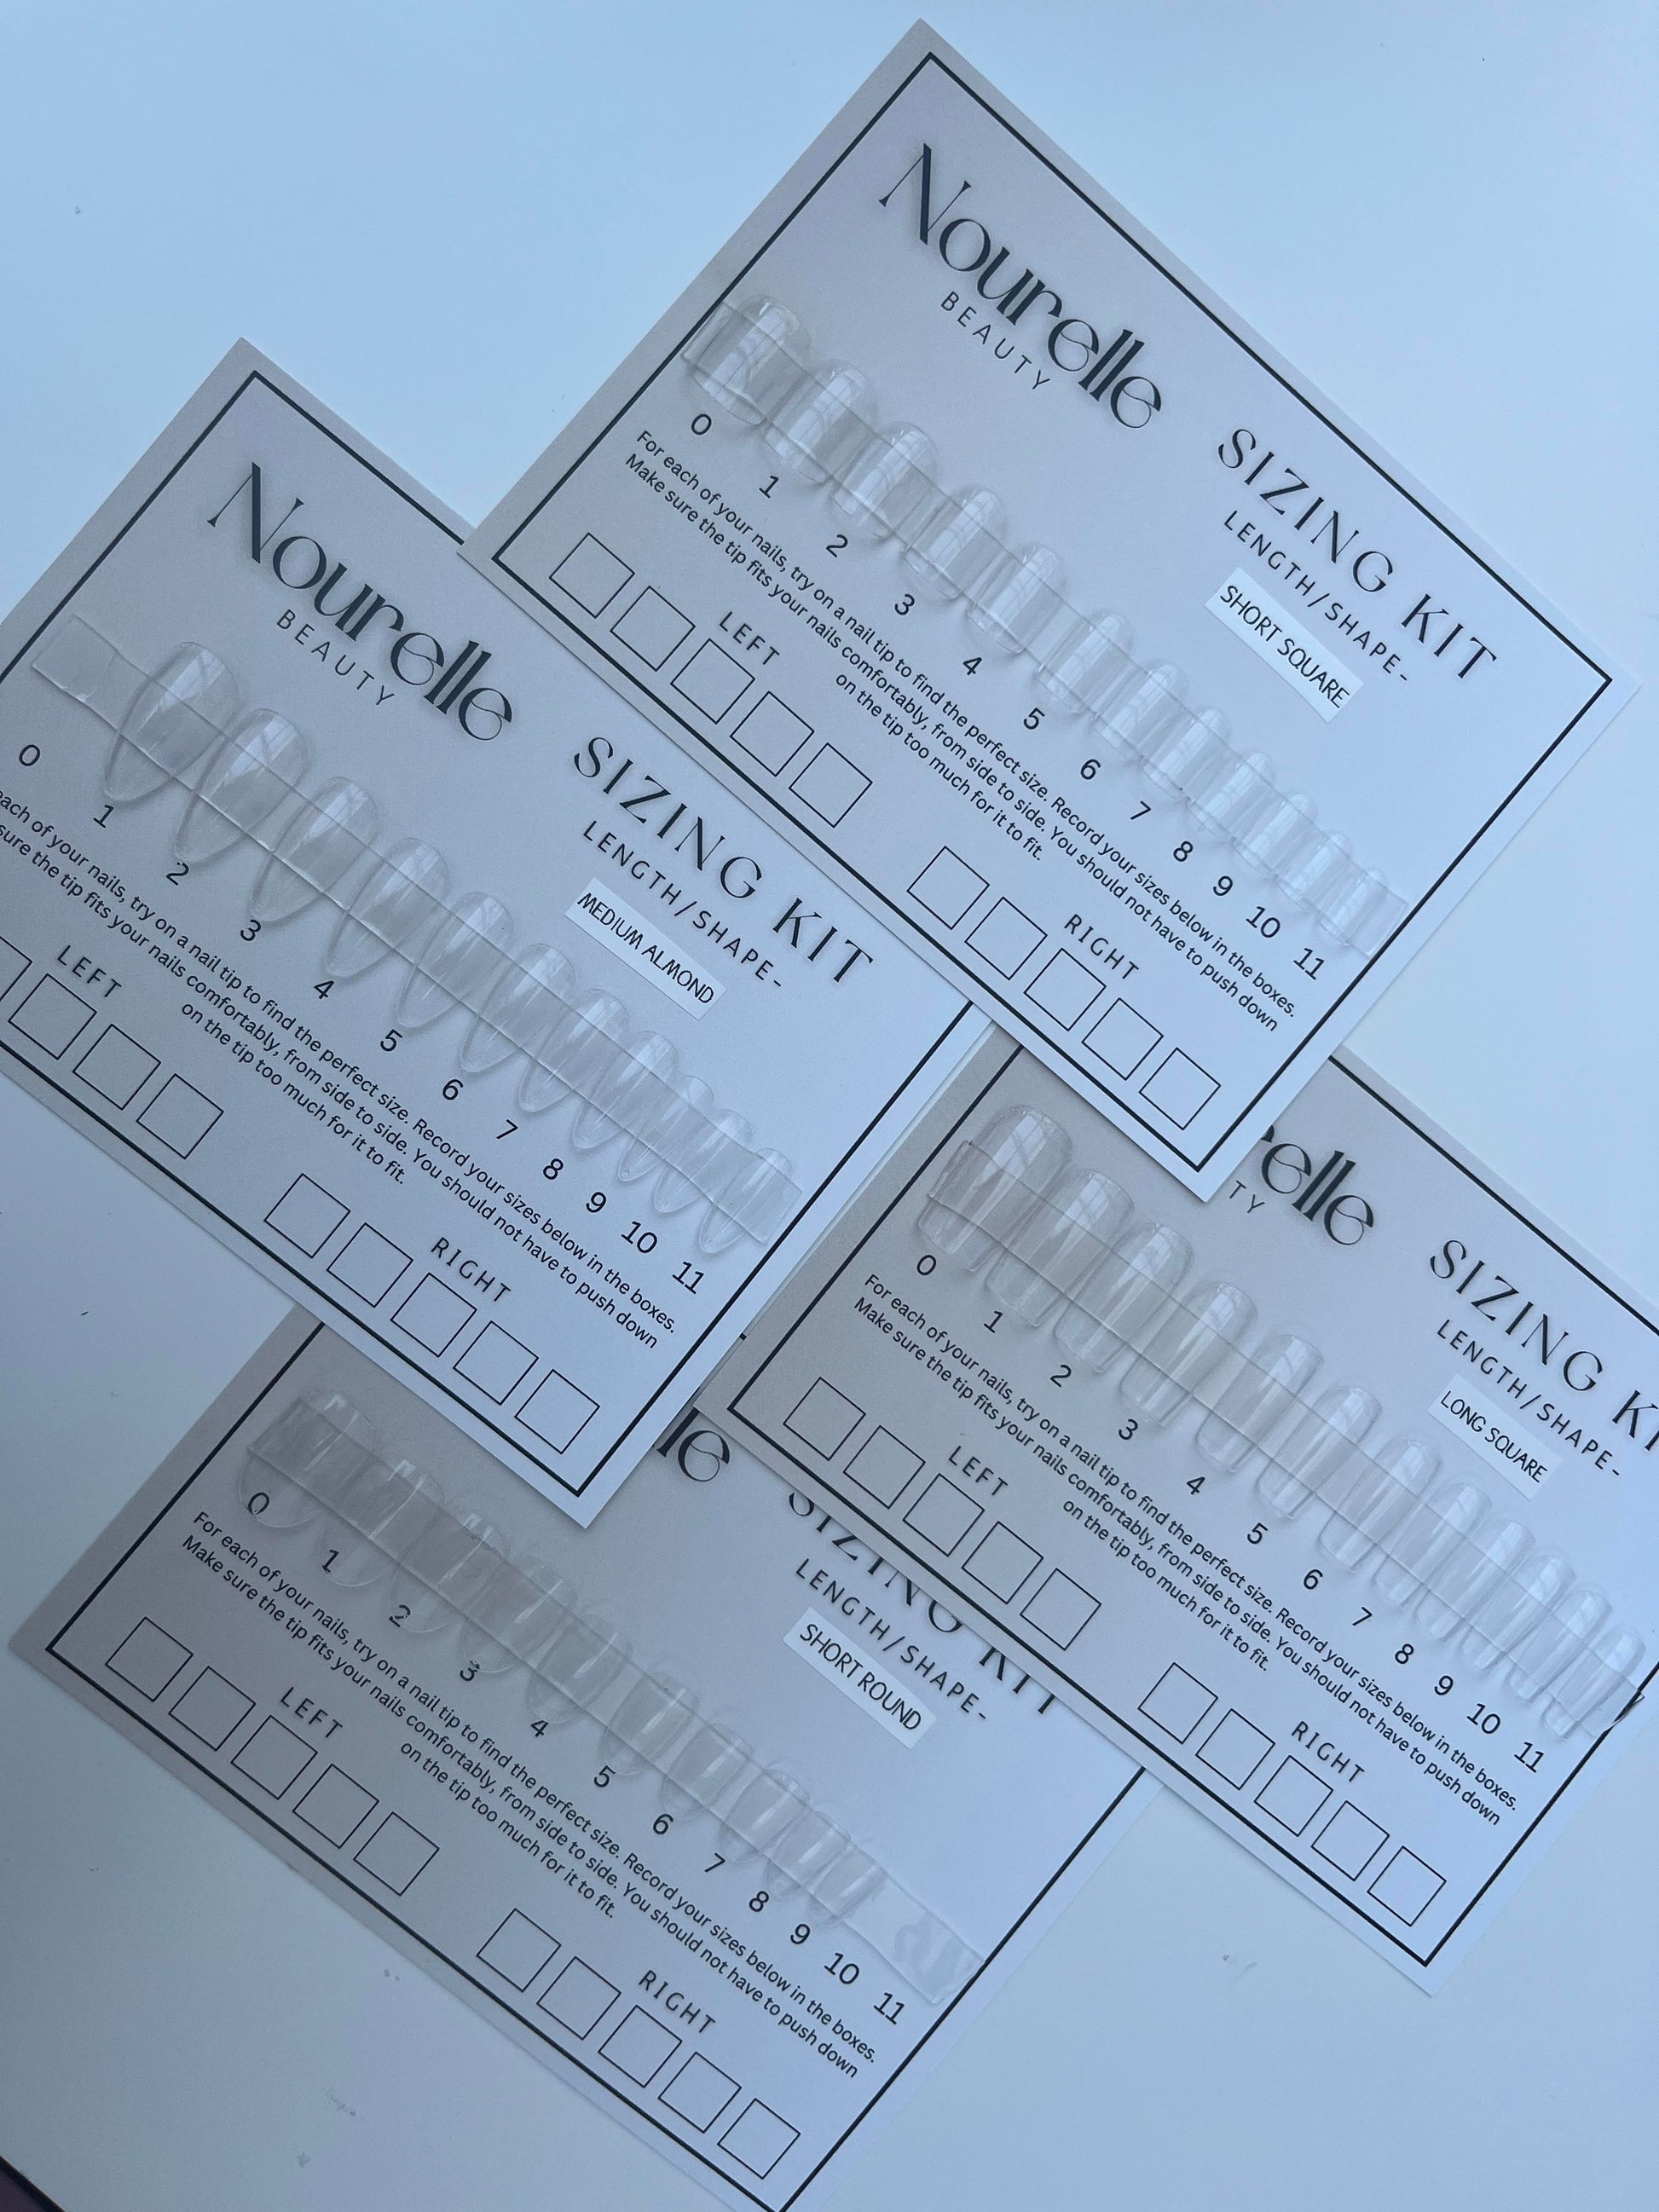 Nourelle
BEAUTY
SIZING KIT
LENGTH/SHAPE-
SHORT SQUARE
0 1 2 3 4 5 6 7 8 9 10 11
For each of your nails, try on a nail tip to find the perfect size. Record your sizes below in the boxes.
Make sure the tip fits your nails comfortably, from side to side. You should not have to push down
on the tip too much for it to fit.
LEFT
RIGHT
Nourelle
BEAUTY
SIZING KIT
LENGTH/SHAPE-
MEDIUM ALMOND
0 1 2 3 4 5 6 7 8 9 10 11
each of your nails, try on a nail tip to find the perfect size. Record your sizes below in the boxes.
sure the tip fits your nails comfortably, from side to side. You should not have to push down
on the tip too much for it to fit.
LEFT
RIGHT
elle
TY
SIZING KI
LENGTH/SHAPE-
LONG SQUARE
0 1 2 3 4 5 6 7 8 9 10 11
For each of your nails, try on a nail tip to find the perfect size. Record your sizes below in the boxes.
Make sure the tip fits your nails comfortably, from side to side. You should not have to push down
on the tip too much for it to fit.
LEFT
RIGHT
le
SIZING KIT
LENGTH/SHAPE-
SHORT ROUND
0 1 2 3 4 5 6 7 8 9 10 11
For each of your nails, try on a nail tip to find the perfect size. Record your sizes below in the boxes.
Make sure the tip fits your nails comfortably, from side to side. You should not have to push down
on the tip too much for it to fit.
LEFT
RIGHT